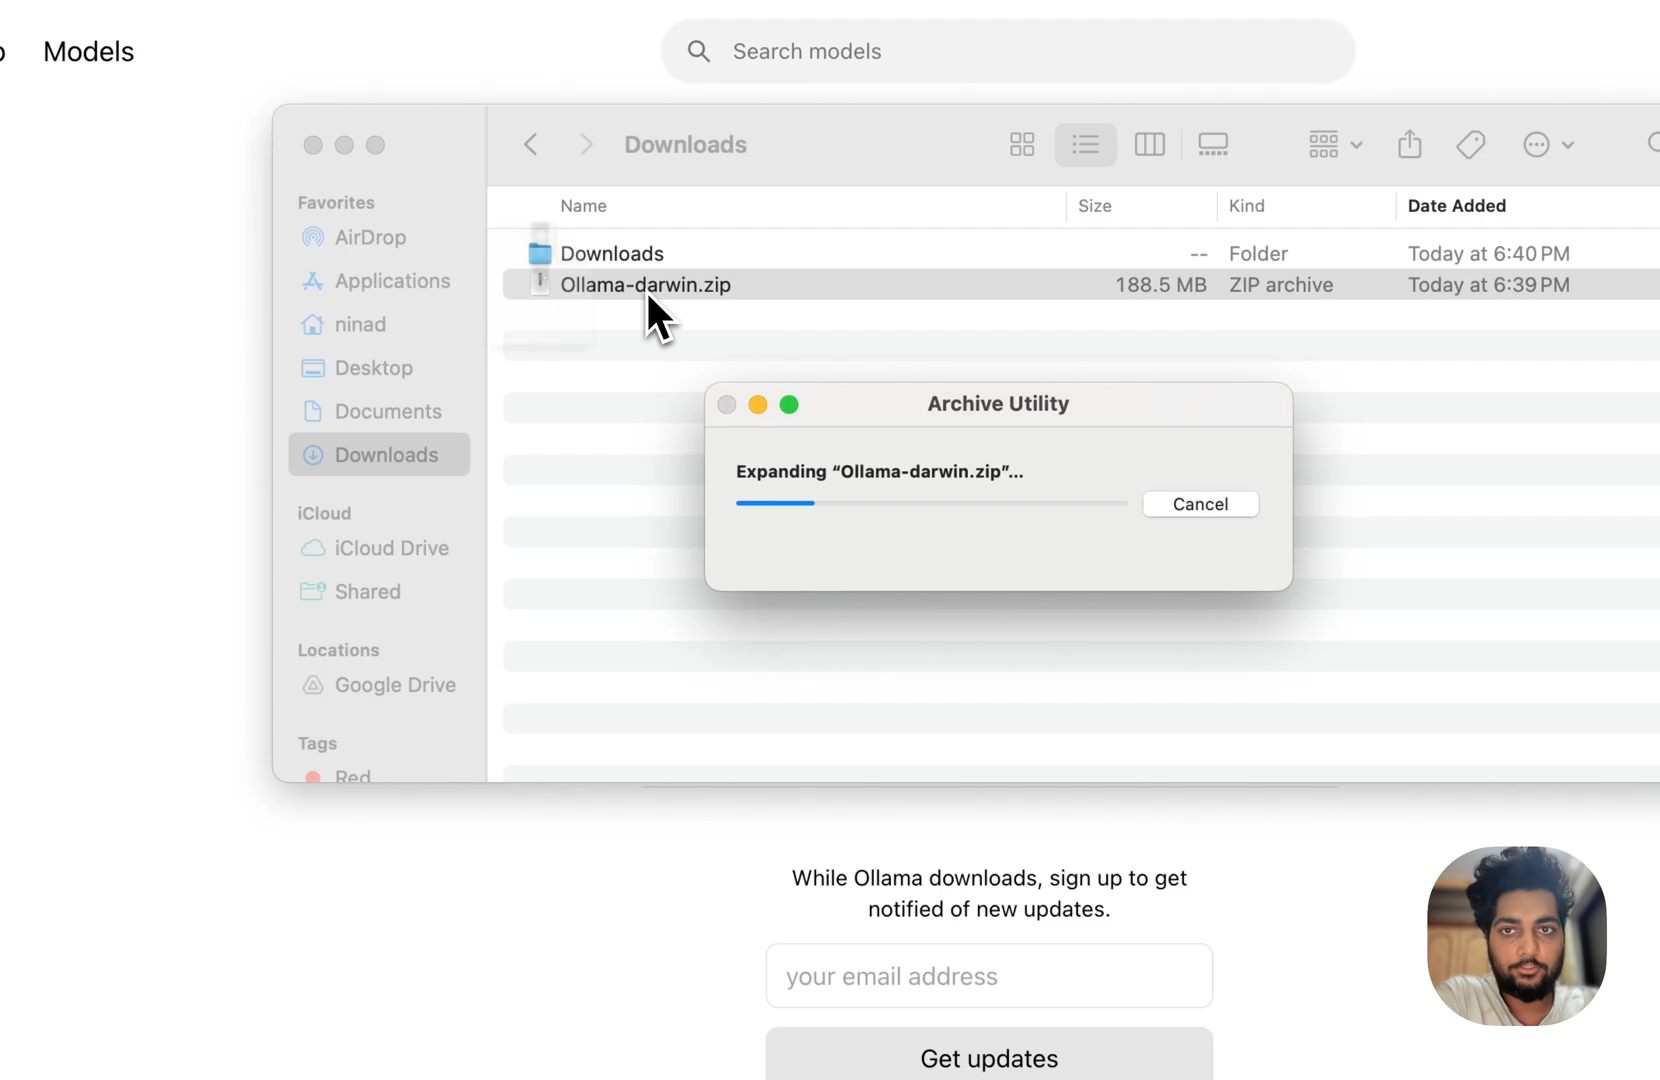 Models
Search models
Downloads
Favorites
AirDrop
Applications
ninad
Desktop
Documents
Downloads
iCloud
iCloud Drive
Shared
Locations
Google Drive
Tags
Red
Name Size Kind Date Added
Downloads -- Folder Today at 6:40 PM
Ollama-darwin.zip 188.5 MB ZIP archive Today at 6:39 PM
Archive Utility
Expanding “Ollama-darwin.zip”...
Cancel
While Ollama downloads, sign up to get
notified of new updates.
your email address
Get updates